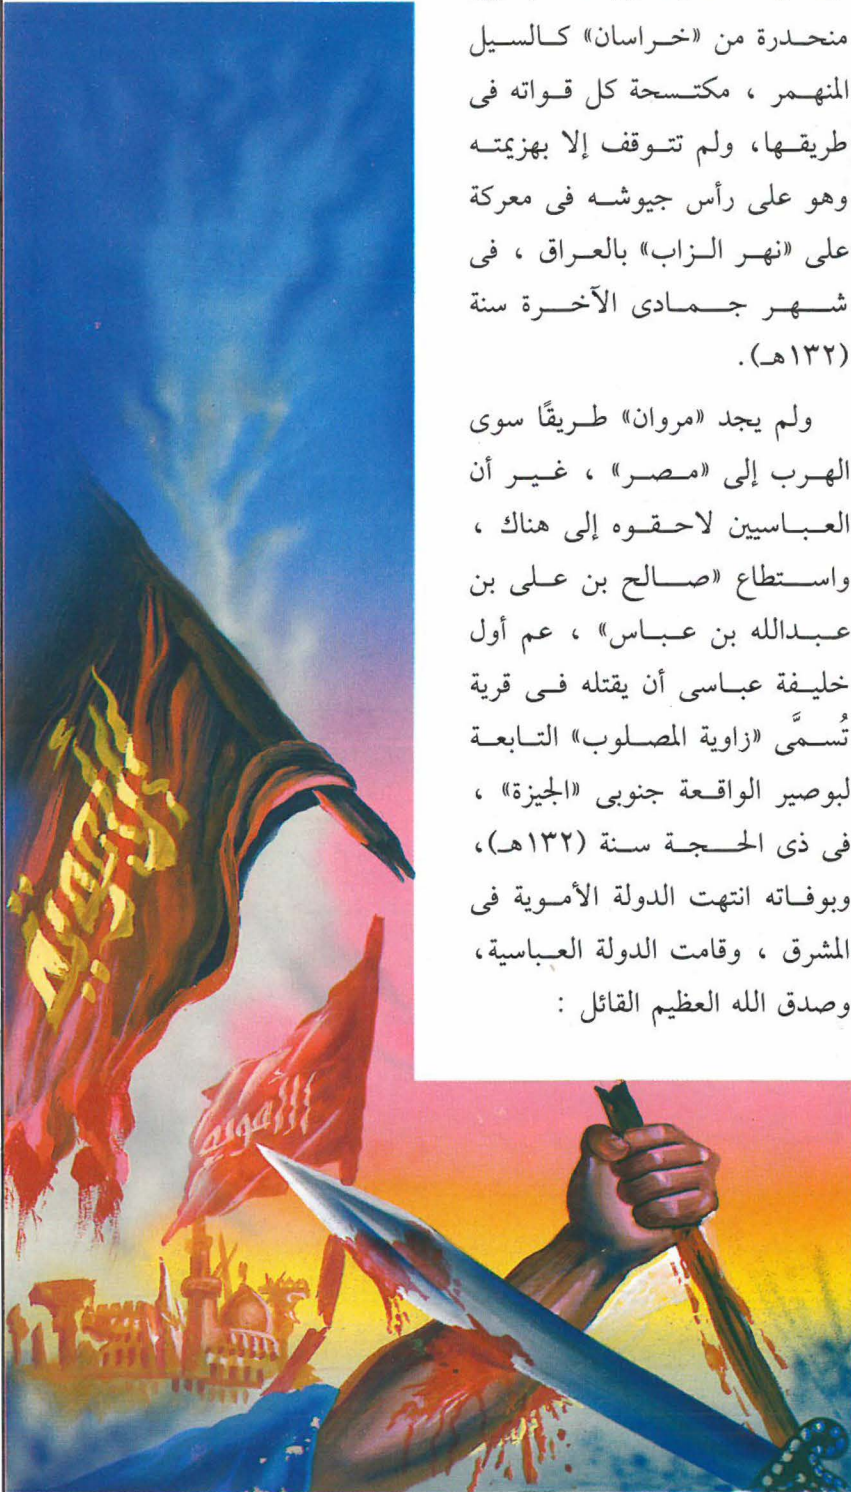 منحدرة من «خراسان» كالسيل
المنهمر ، مكتسحة كل قواته فى
طريقها، ولم تتوقف إلا بهزيمته
وهو على رأس جيوشه فى معركة
على «نهر الزاب» بالعراق ، فى
شهر جمادى الآخرة سنة
(١٣٢هـ).
ولم يجد «مروان» طريقًا سوى
الهرب إلى «مصر» ، غير أن
العباسيين لاحقوه إلى هناك ،
واستطاع «صالح بن على بن
عبدالله بن عباس» ، عم أول
خليفة عباسى أن يقتله فى قرية
تُسمَّى «زاوية المصلوب» التابعة
لبوصير الواقعة جنوبى «الجيزة» ،
فى ذى الحجة سنة (١٣٢هـ)،
وبوفاته انتهت الدولة الأموية فى
المشرق ، وقامت الدولة العباسية،
وصدق الله العظيم القائل :